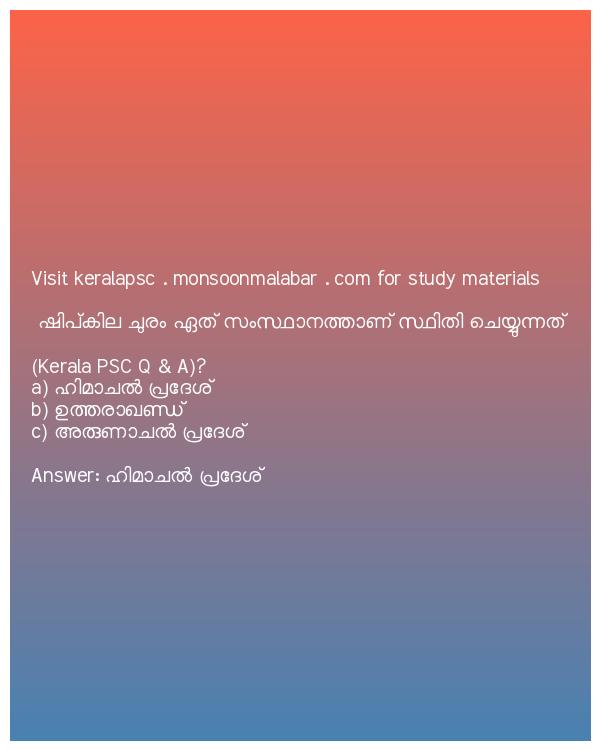 Visit keralapsc . monsoonmalabar . com for study materials
ഷിപ്കില ചുരം ഏത് സംസ്ഥാനത്താണ് സ്ഥിതി ചെയ്യുന്നത്
(Kerala PSC Q & A)?
a) ഹിമാചൽ പ്രദേശ്
b) ഉത്തരാഖണ്ഡ്
c) അരുണാചൽ പ്രദേശ്
Answer: ഹിമാചൽ പ്രദേശ്